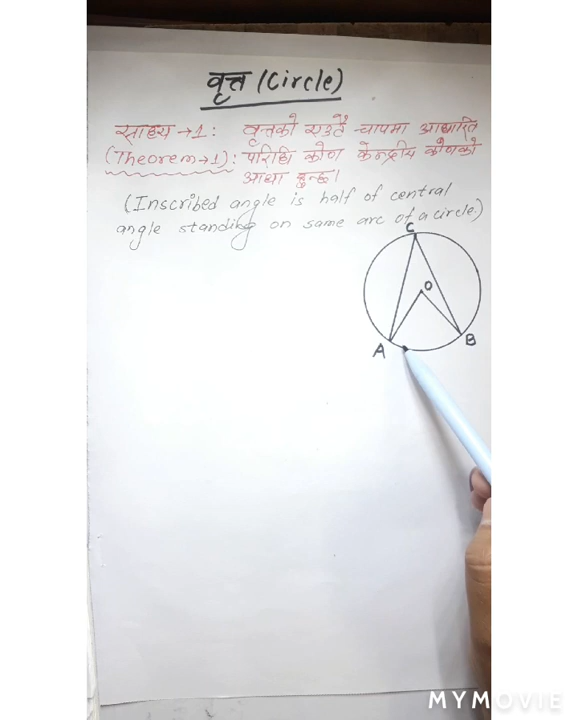 वृत्त (Circle)
साध्य → 1: वृत्तको एउटै चापमा आधारित
(Theorem → 1): परिधि कोण केन्द्रीय कोणको
आधा हुन्छ।
(Inscribed angle is half of central
angle standing on same arc of a circle.)
C
O
A
B
MYMOVIE